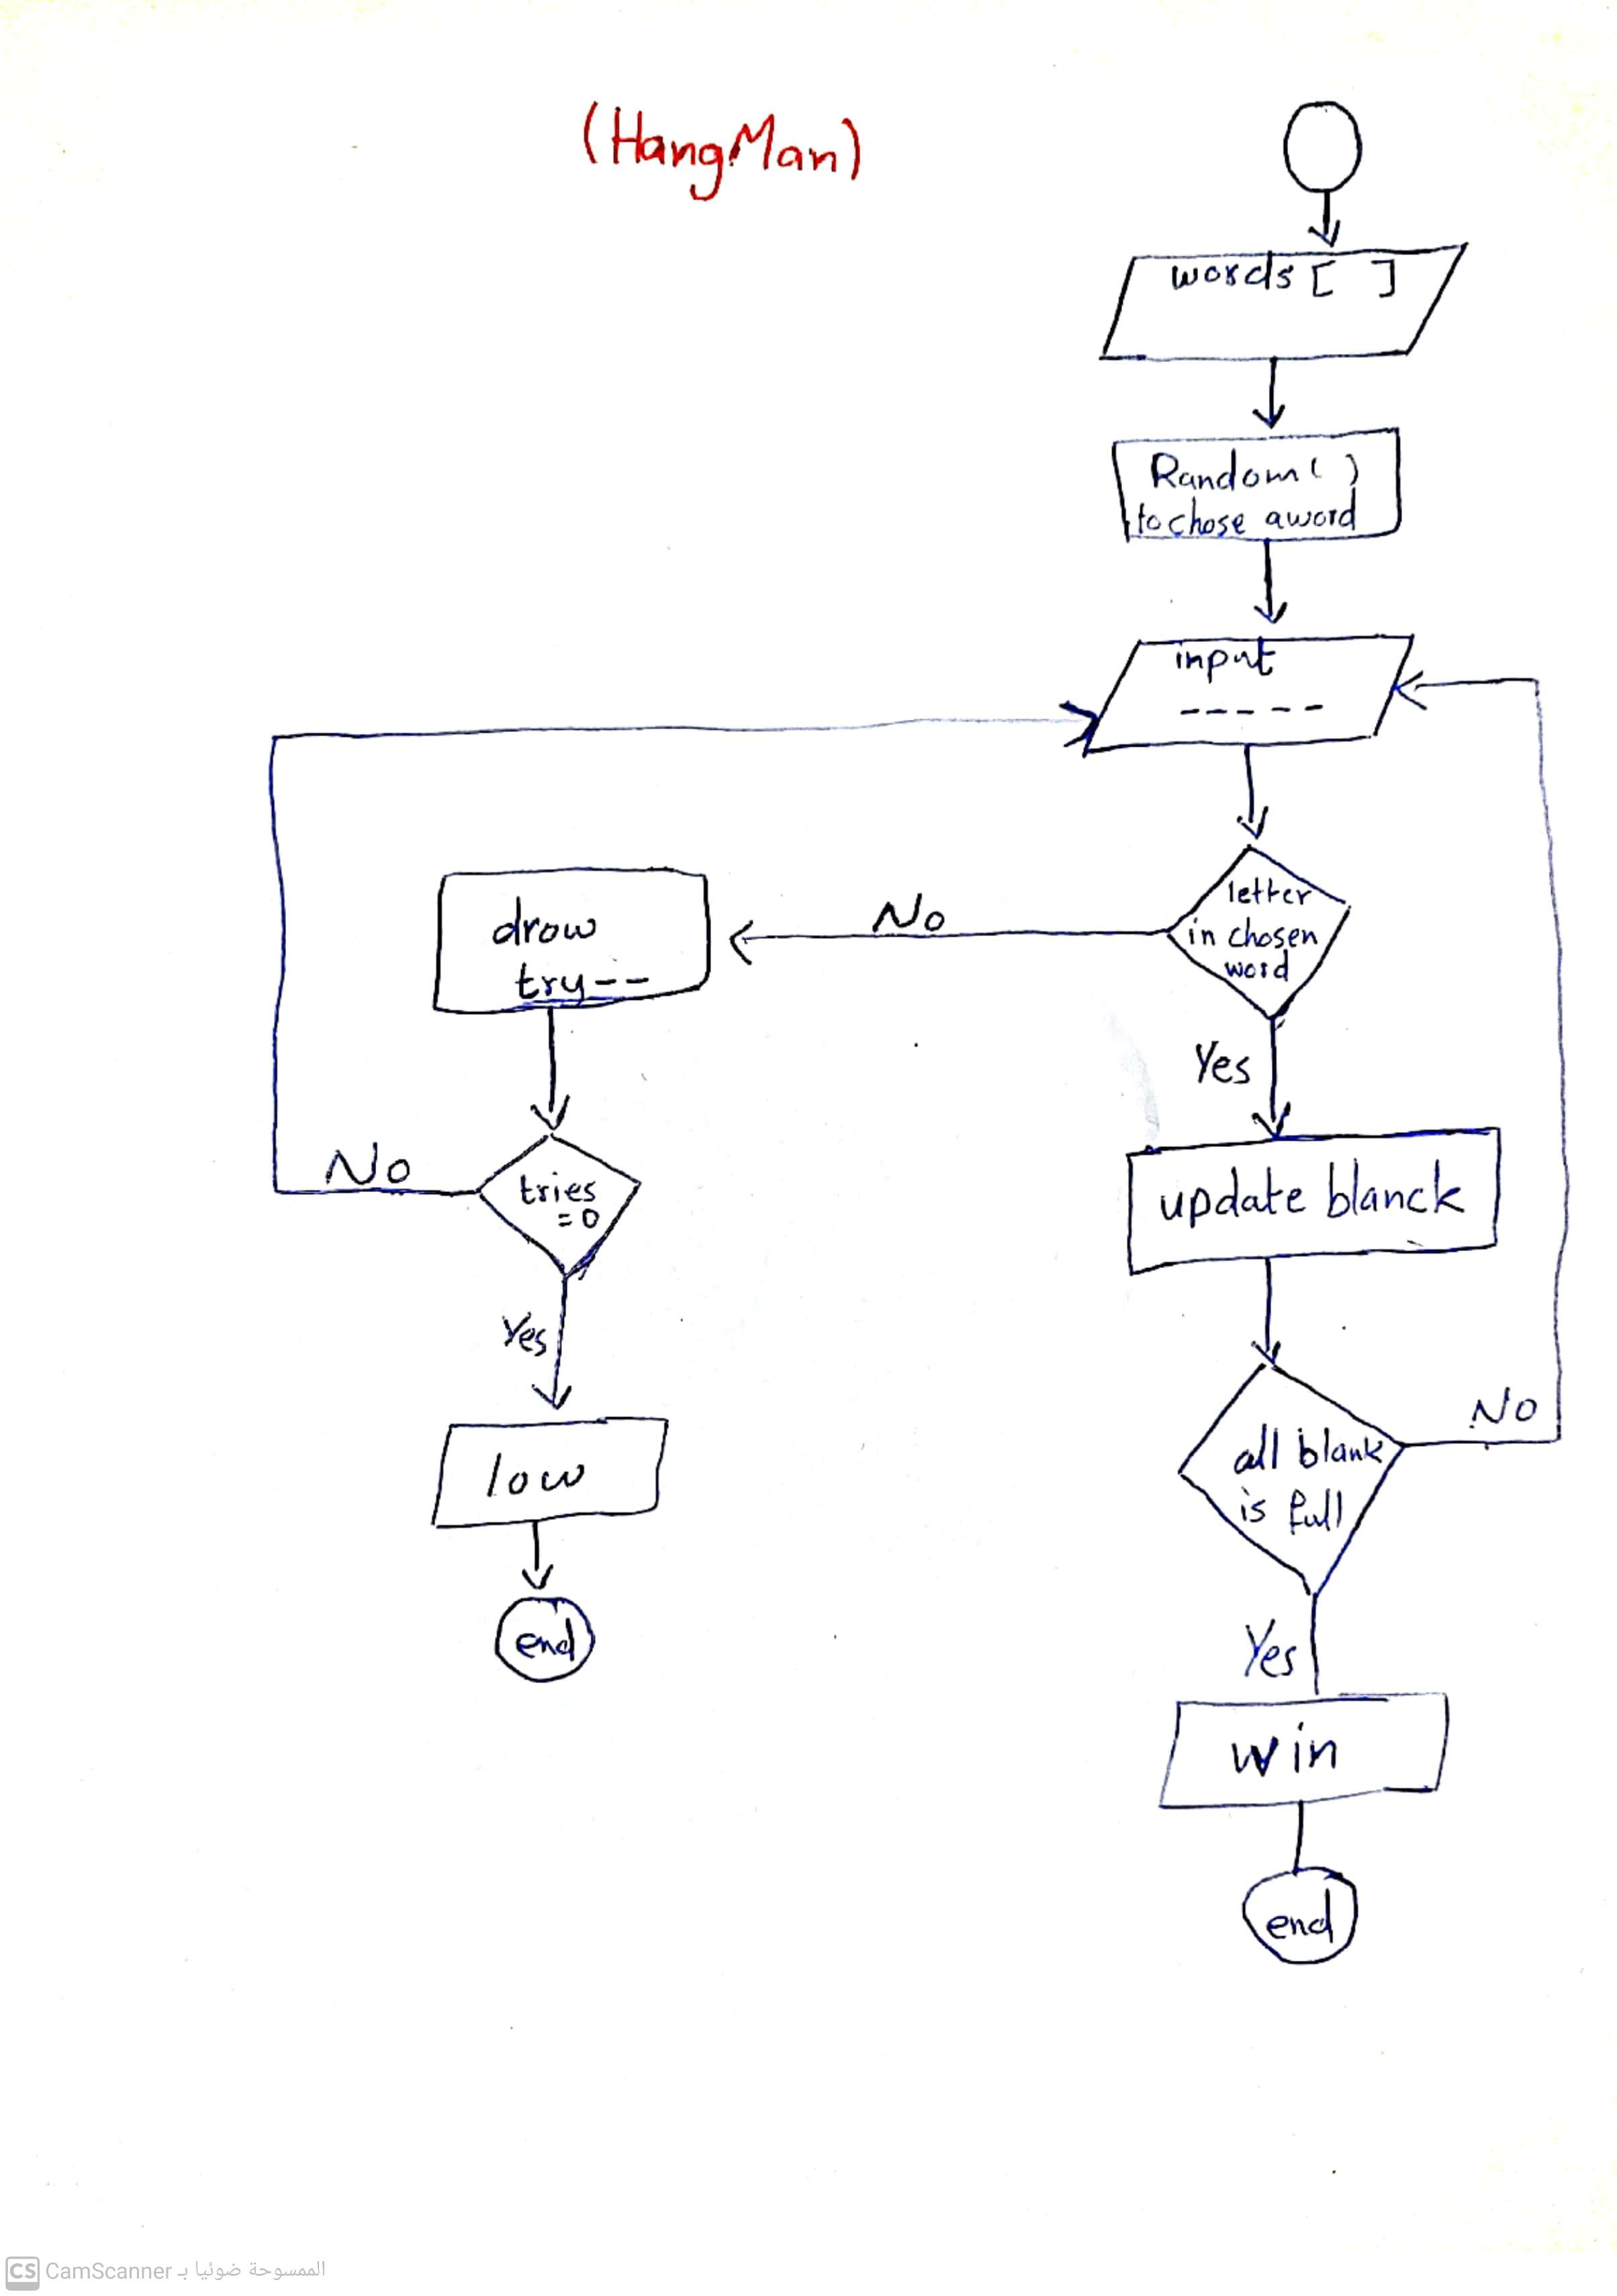 (HangMan)
words [ ]
Random( )
to chose aword
input
-----
letter
in chosen
word
No
drow
try--
Yes
update blanck
tries
=0
No
Yes
low
end
all blank
is full
No
Yes
win
end
CS CamScanner الممسوحة ضوئيا بـ